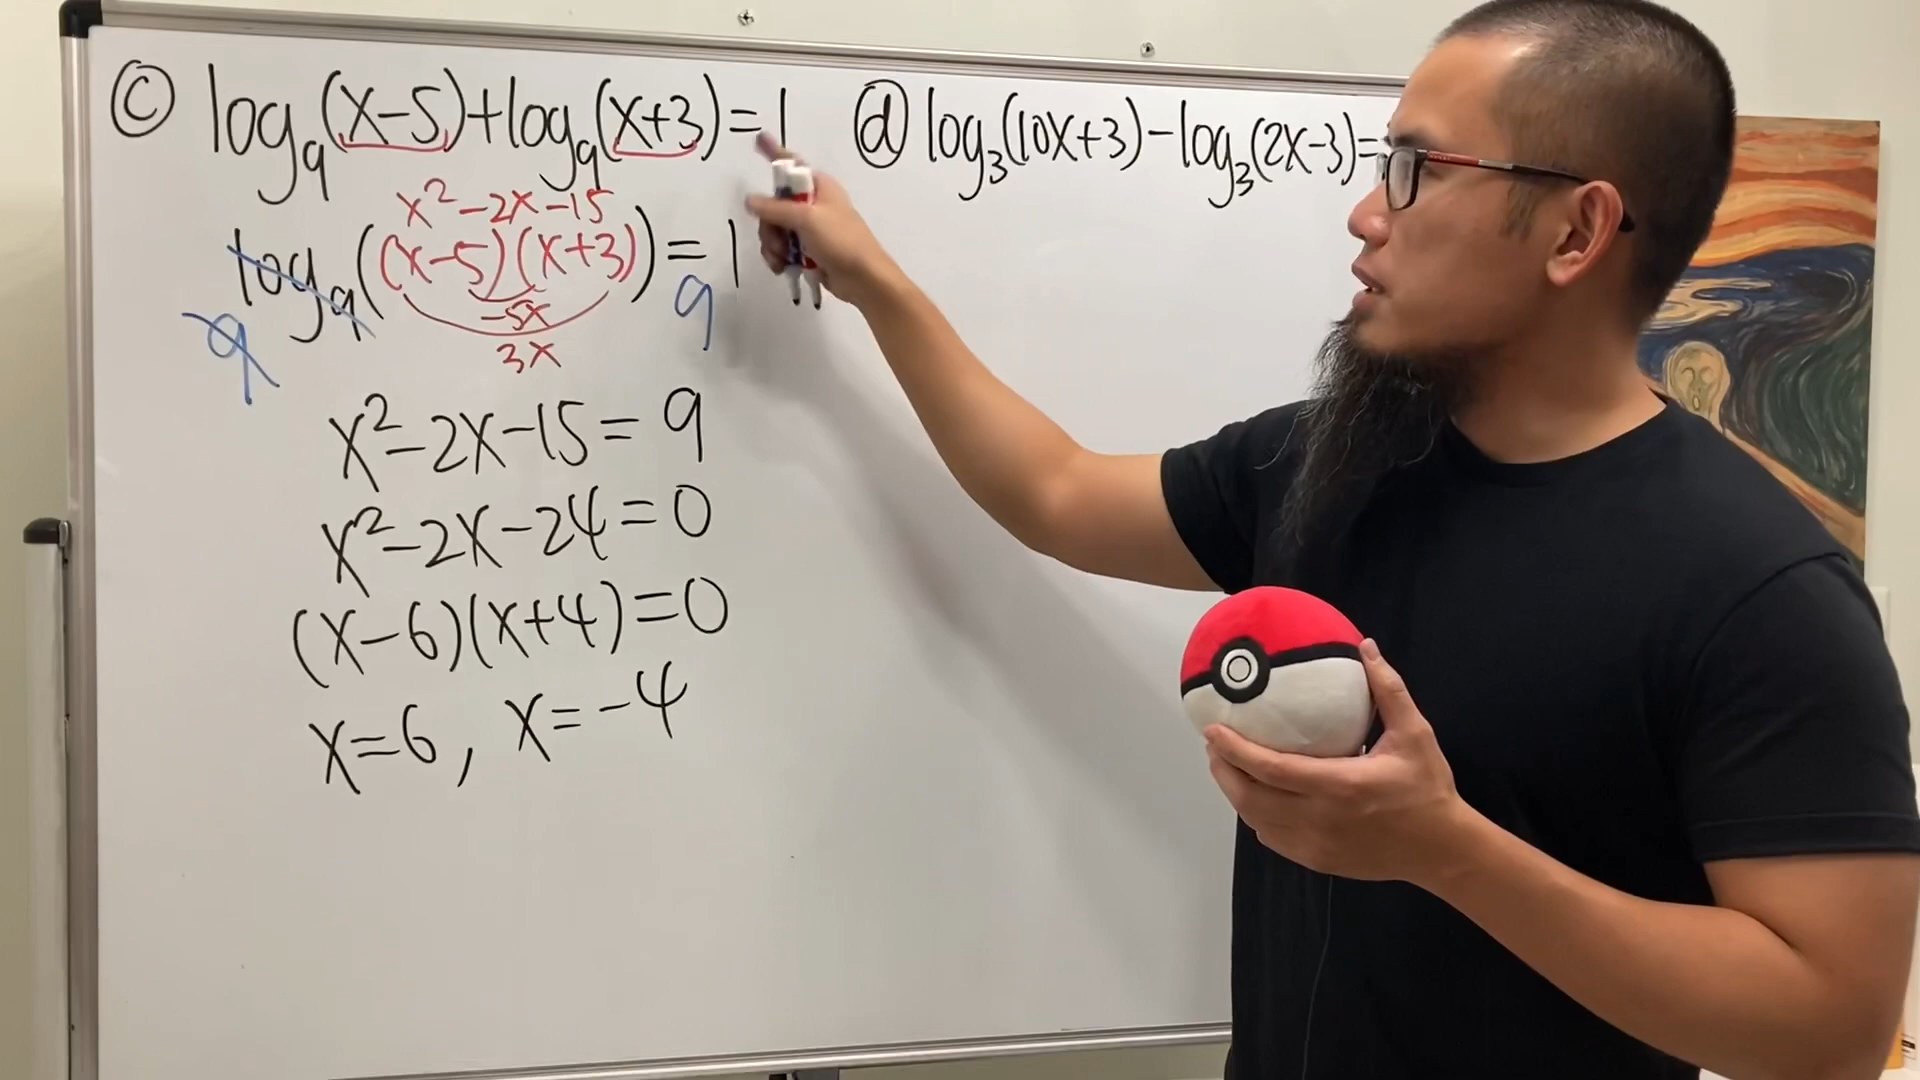 ⓒ log₉(x-5)+log₉(x+3)=1
x²-2x-15
log₉((x-5)(x+3))=1
-5x
9 9
3x
x²-2x-15=9
x²-2x-24=0
(x-6)(x+4)=0
x=6, x=-4
ⓓ log₃(10x+3)-log₃(2x-3)=